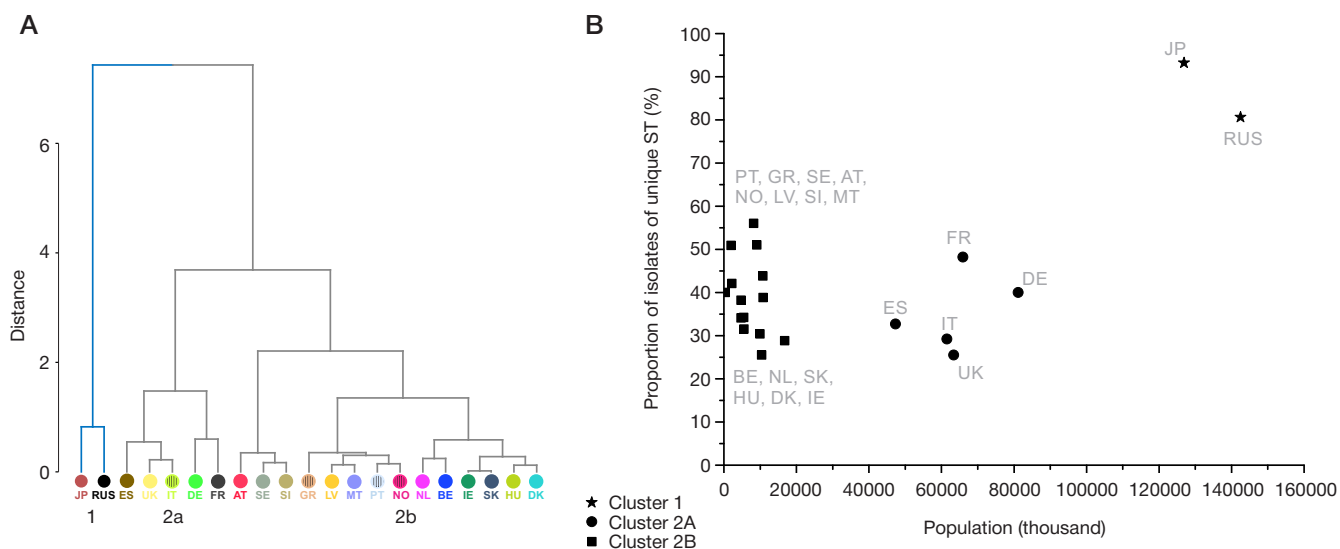 A
Distance
6
4
2
0
JP RUS ES UK IT DE FR AT SE SI GR LV MT PT NO NL BE IE SK HU DK
1 2a 2b
B
Proportion of isolates of unique ST (%)
100
90
80
70
60
50
40
30
20
10
0
JP
RUS
PT, GR, SE, AT,
NO, LV, SI, MT
FR
DE
ES
IT
UK
BE, NL, SK,
HU, DK, IE
0 20000 40000 60000 80000 100000 120000 140000 160000
Population (thousand)
Cluster 1
Cluster 2A
Cluster 2B